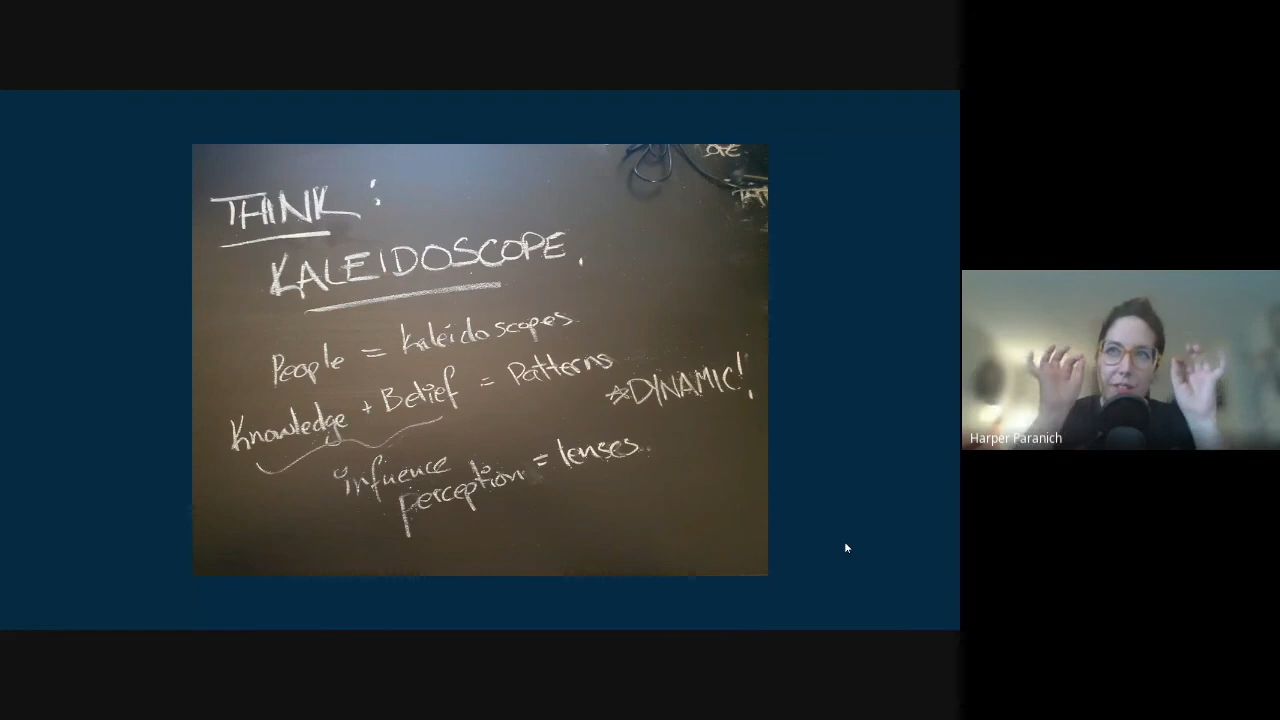 THINK:
KALEIDOSCOPE.
People = Kaleidoscopes
Knowledge + Belief = Patterns
*DYNAMIC!
influence
perception = lenses.
Harper Paranich